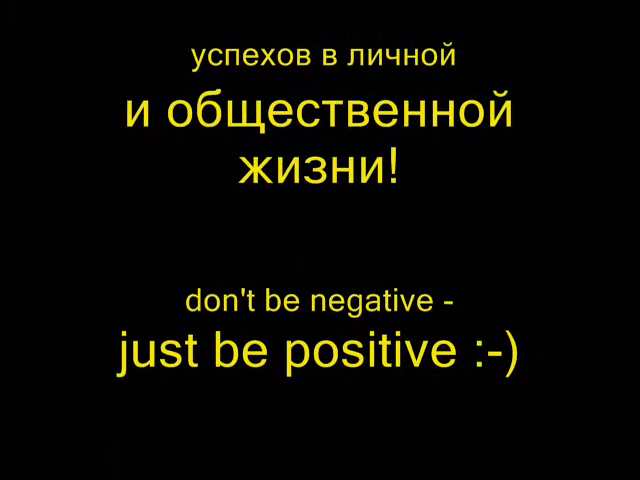 успехов в личной
и общественной
жизни!
don't be negative -
just be positive :-)